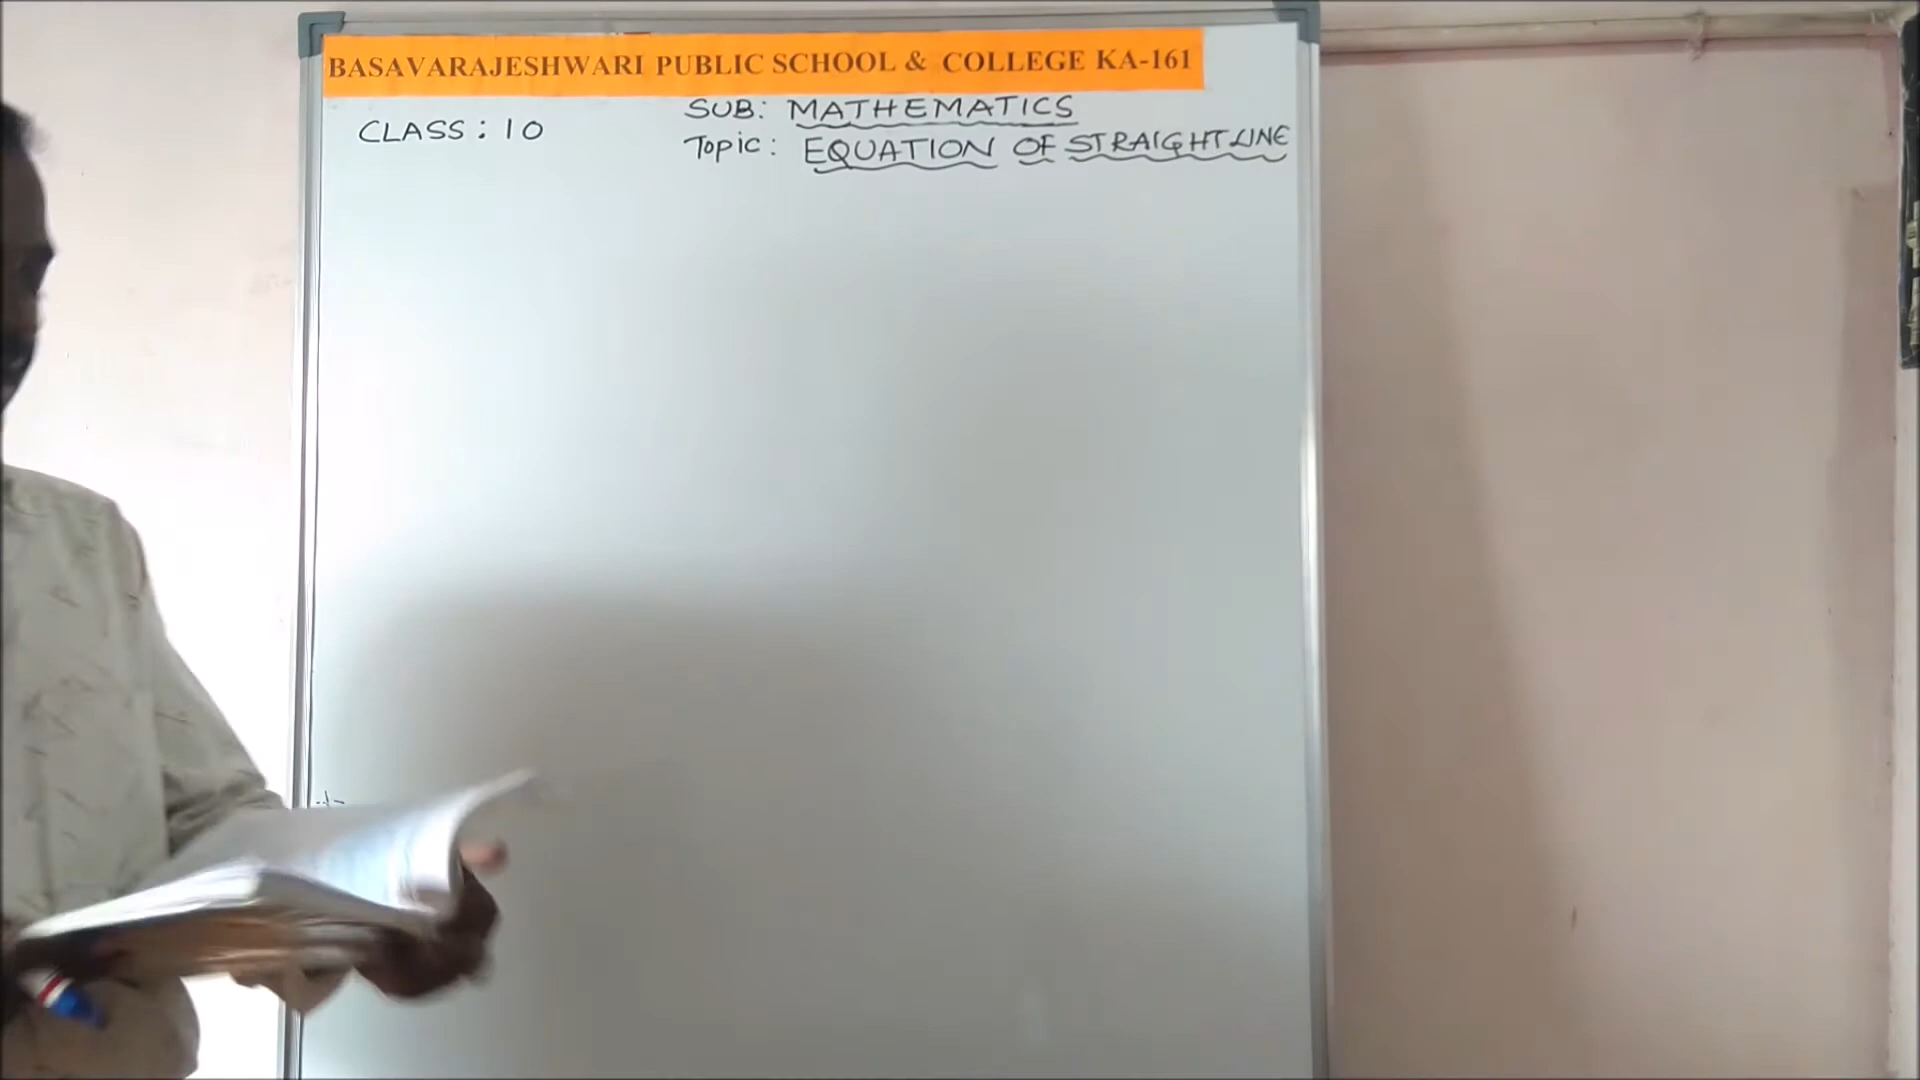 BASAVARAJESHWARI PUBLIC SCHOOL & COLLEGE KA-161
SUB: MATHEMATICS
CLASS: 10
Topic: EQUATION OF STRAIGHT LINE